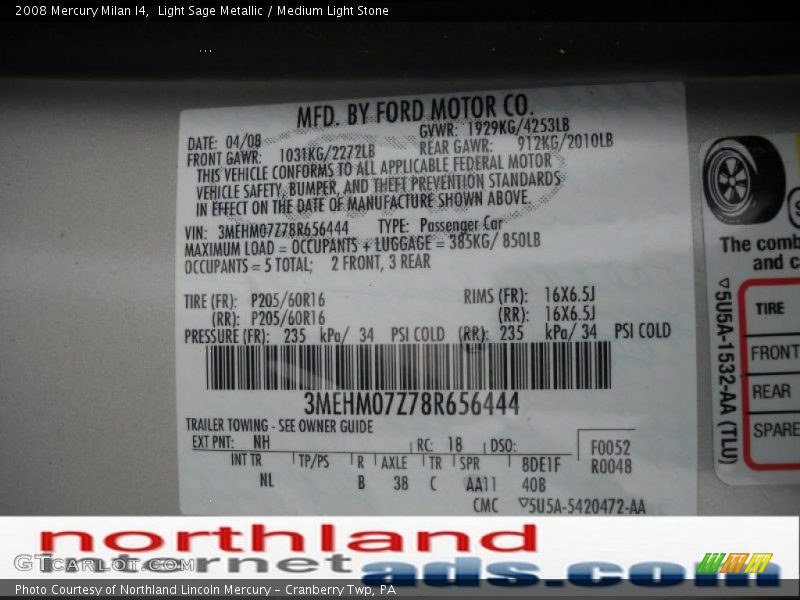 2008 Mercury Milan I4,  Light Sage Metallic / Medium Light Stone
MFD. BY FORD MOTOR CO.
DATE: 04/08 GVWR: 1929KG/4253LB
FRONT GAWR: 1031KG/2272LB REAR GAWR: 912KG/2010LB
THIS VEHICLE CONFORMS TO ALL APPLICABLE FEDERAL MOTOR
VEHICLE SAFETY, BUMPER, AND THEFT PREVENTION STANDARDS
IN EFFECT ON THE DATE OF MANUFACTURE SHOWN ABOVE.
VIN: 3MEHM07Z78R656444 TYPE: Passenger Car
MAXIMUM LOAD = OCCUPANTS + LUGGAGE = 385KG/ 850LB
OCCUPANTS = 5 TOTAL; 2 FRONT, 3 REAR
TIRE (FR): P205/60R16 RIMS (FR): 16X6.5J
(RR): P205/60R16 (RR): 16X6.5J
PRESSURE (FR): 235 kPa/ 34 PSI COLD (RR): 235 kPa/ 34 PSI COLD
3MEHM07Z78R656444
TRAILER TOWING - SEE OWNER GUIDE
EXT PNT: NH RC: 18 DSO: F0052
INT TR TP/PS R AXLE TR SPR 8DE1F R0048
NL B 38 C AA11 40B
CMC ▽5U5A-5420472-AA
The comb
and c
▽5U5A-1532-AA (TLU)
TIRE
FRONT
REAR
SPARE
northland
internet
ads.com
GTCARLOT.COM
Photo Courtesy of Northland Lincoln Mercury – Cranberry Twp, PA